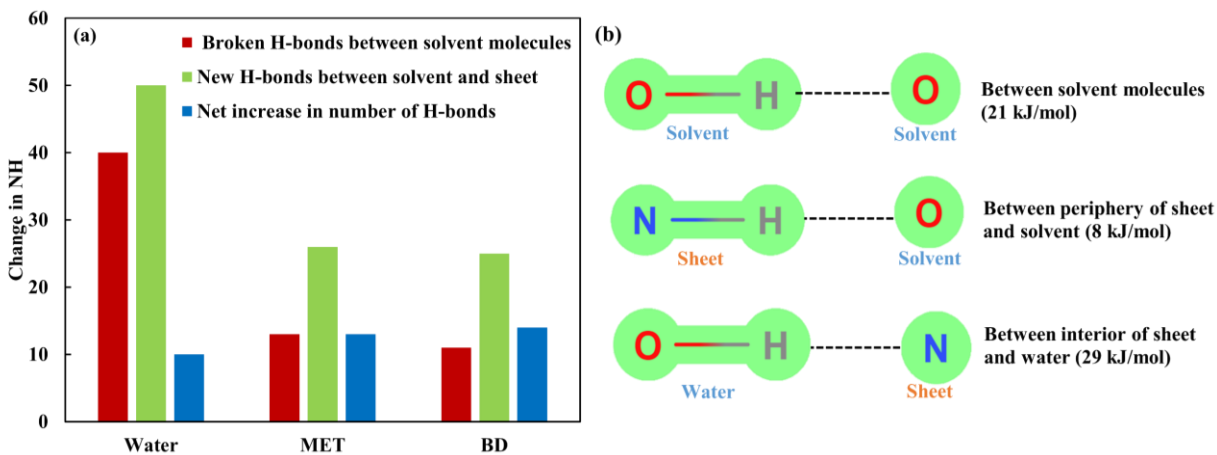 (a)
Broken H-bonds between solvent molecules
New H-bonds between solvent and sheet
Net increase in number of H-bonds
Change in NH
60
50
40
30
20
10
0
Water
MET
BD
(b)
O
H
O
Solvent
Solvent
Between solvent molecules
(21 kJ/mol)
N
H
O
Sheet
Solvent
Between periphery of sheet
and solvent (8 kJ/mol)
O
H
N
Water
Sheet
Between interior of sheet
and water (29 kJ/mol)